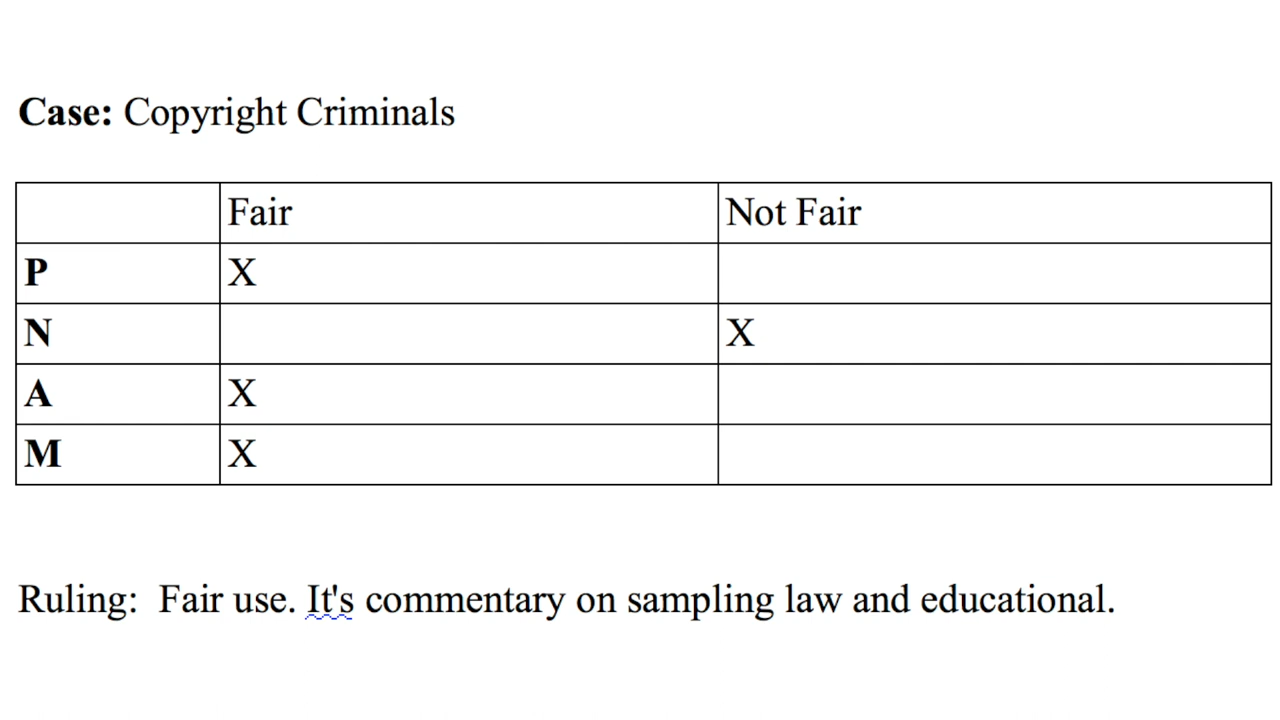 Case: Copyright Criminals
Fair Not Fair
P X
N X
A X
M X
Ruling:  Fair use. It's commentary on sampling law and educational.